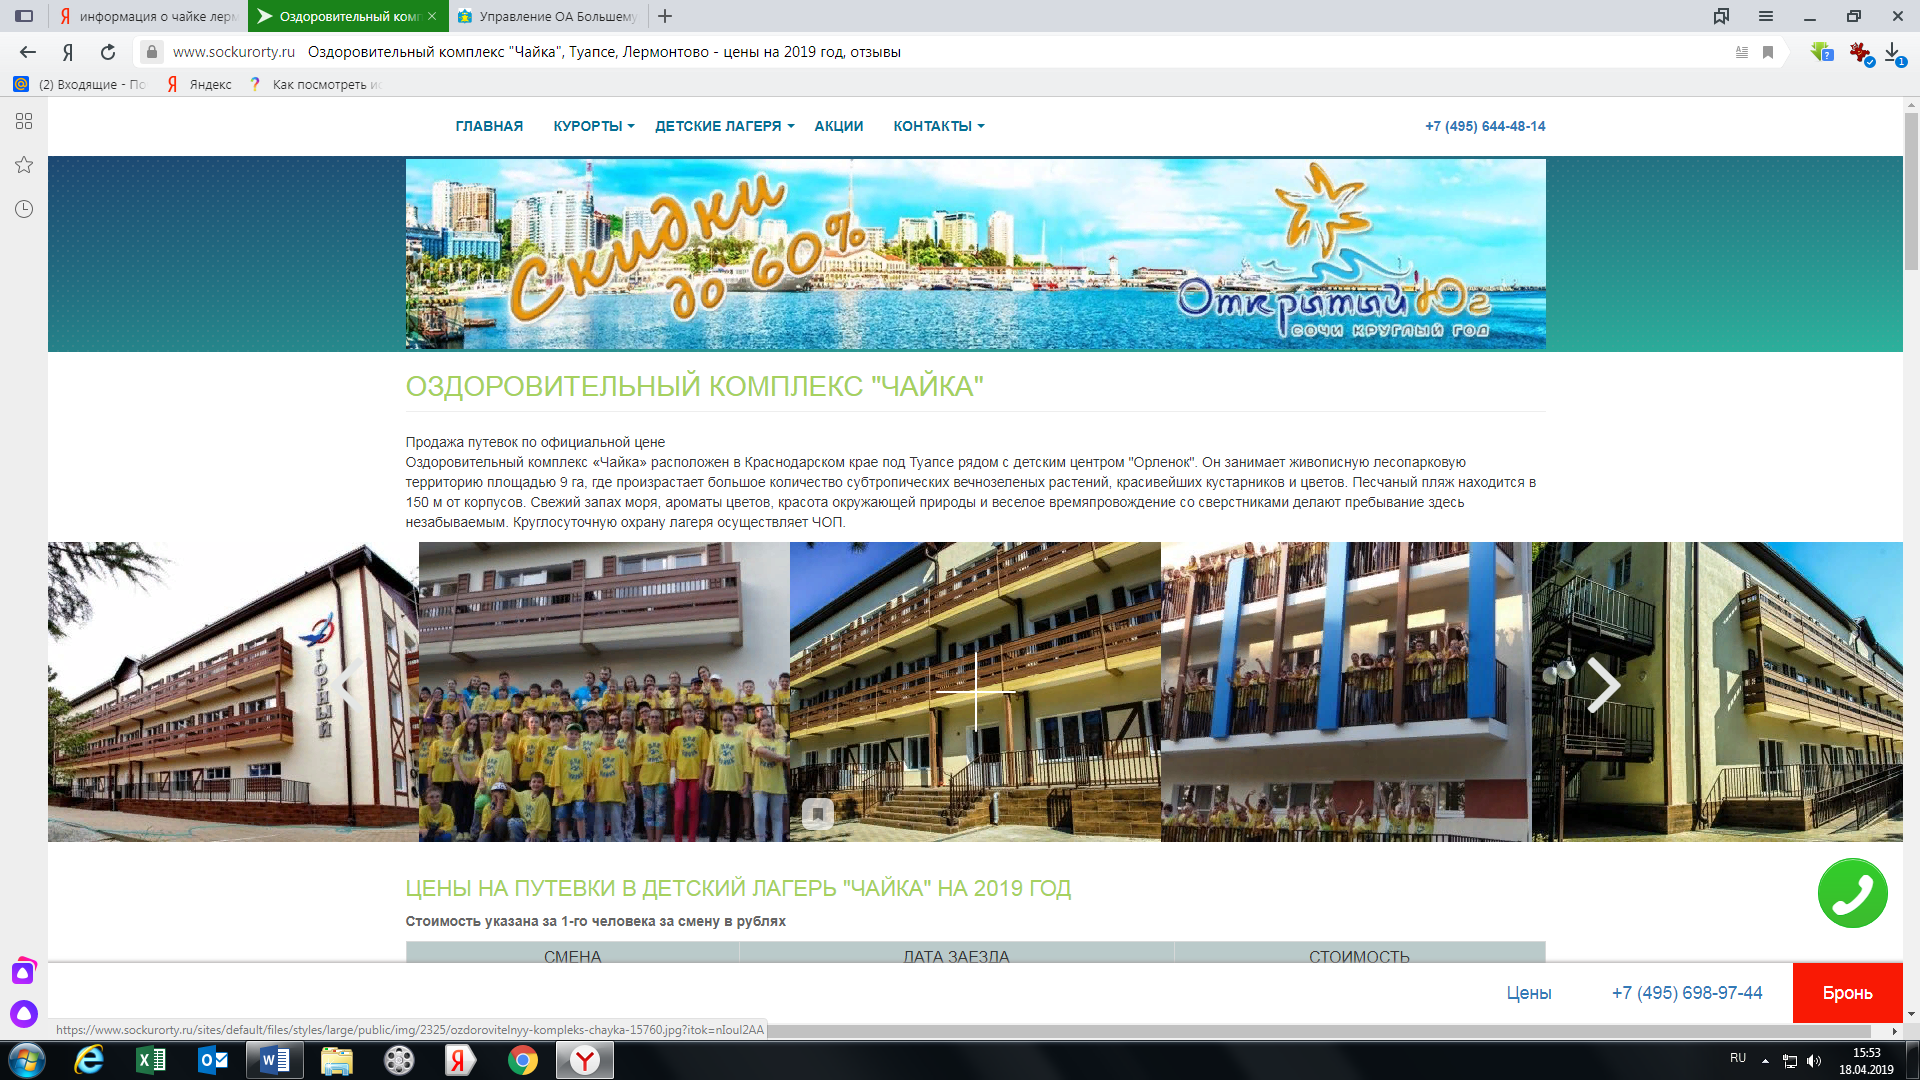 информация о чайке лерм
Оздоровительный комп
Управление ОА Большему
www.sockurorty.ru Оздоровительный комплекс "Чайка", Туапсе, Лермонтово - цены на 2019 год, отзывы
(2) Входящие - По
Яндекс
Как посмотреть ис
ГЛАВНАЯ КУРОРТЫ ДЕТСКИЕ ЛАГЕРЯ АКЦИИ КОНТАКТЫ +7 (495) 644-48-14
Скидки
до 60%
Открытый Юг
СОЧИ КРУГЛЫЙ ГОД
ОЗДОРОВИТЕЛЬНЫЙ КОМПЛЕКС "ЧАЙКА"
Продажа путевок по официальной цене
Оздоровительный комплекс «Чайка» расположен в Краснодарском крае под Туапсе рядом с детским центром "Орленок". Он занимает живописную лесопарковую
территорию площадью 9 га, где произрастает большое количество субтропических вечнозеленых растений, красивейших кустарников и цветов. Песчаный пляж находится в
150 м от корпусов. Свежий запах моря, ароматы цветов, красота окружающей природы и веселое времяпровождение со сверстниками делают пребывание здесь
незабываемым. Круглосуточную охрану лагеря осуществляет ЧОП.
ГОРНЫЙ
ЦЕНЫ НА ПУТЕВКИ В ДЕТСКИЙ ЛАГЕРЬ "ЧАЙКА" НА 2019 ГОД
Стоимость указана за 1-го человека за смену в рублях
СМЕНА ДАТА ЗАЕЗДА СТОИМОСТЬ
Цены +7 (495) 698-97-44 Бронь
https://www.sockurorty.ru/sites/default/files/styles/large/public/img/2325/ozdorovitelnyy-kompleks-chayka-15760.jpg?itok=nIoul2AA
RU
15:53
18.04.2019